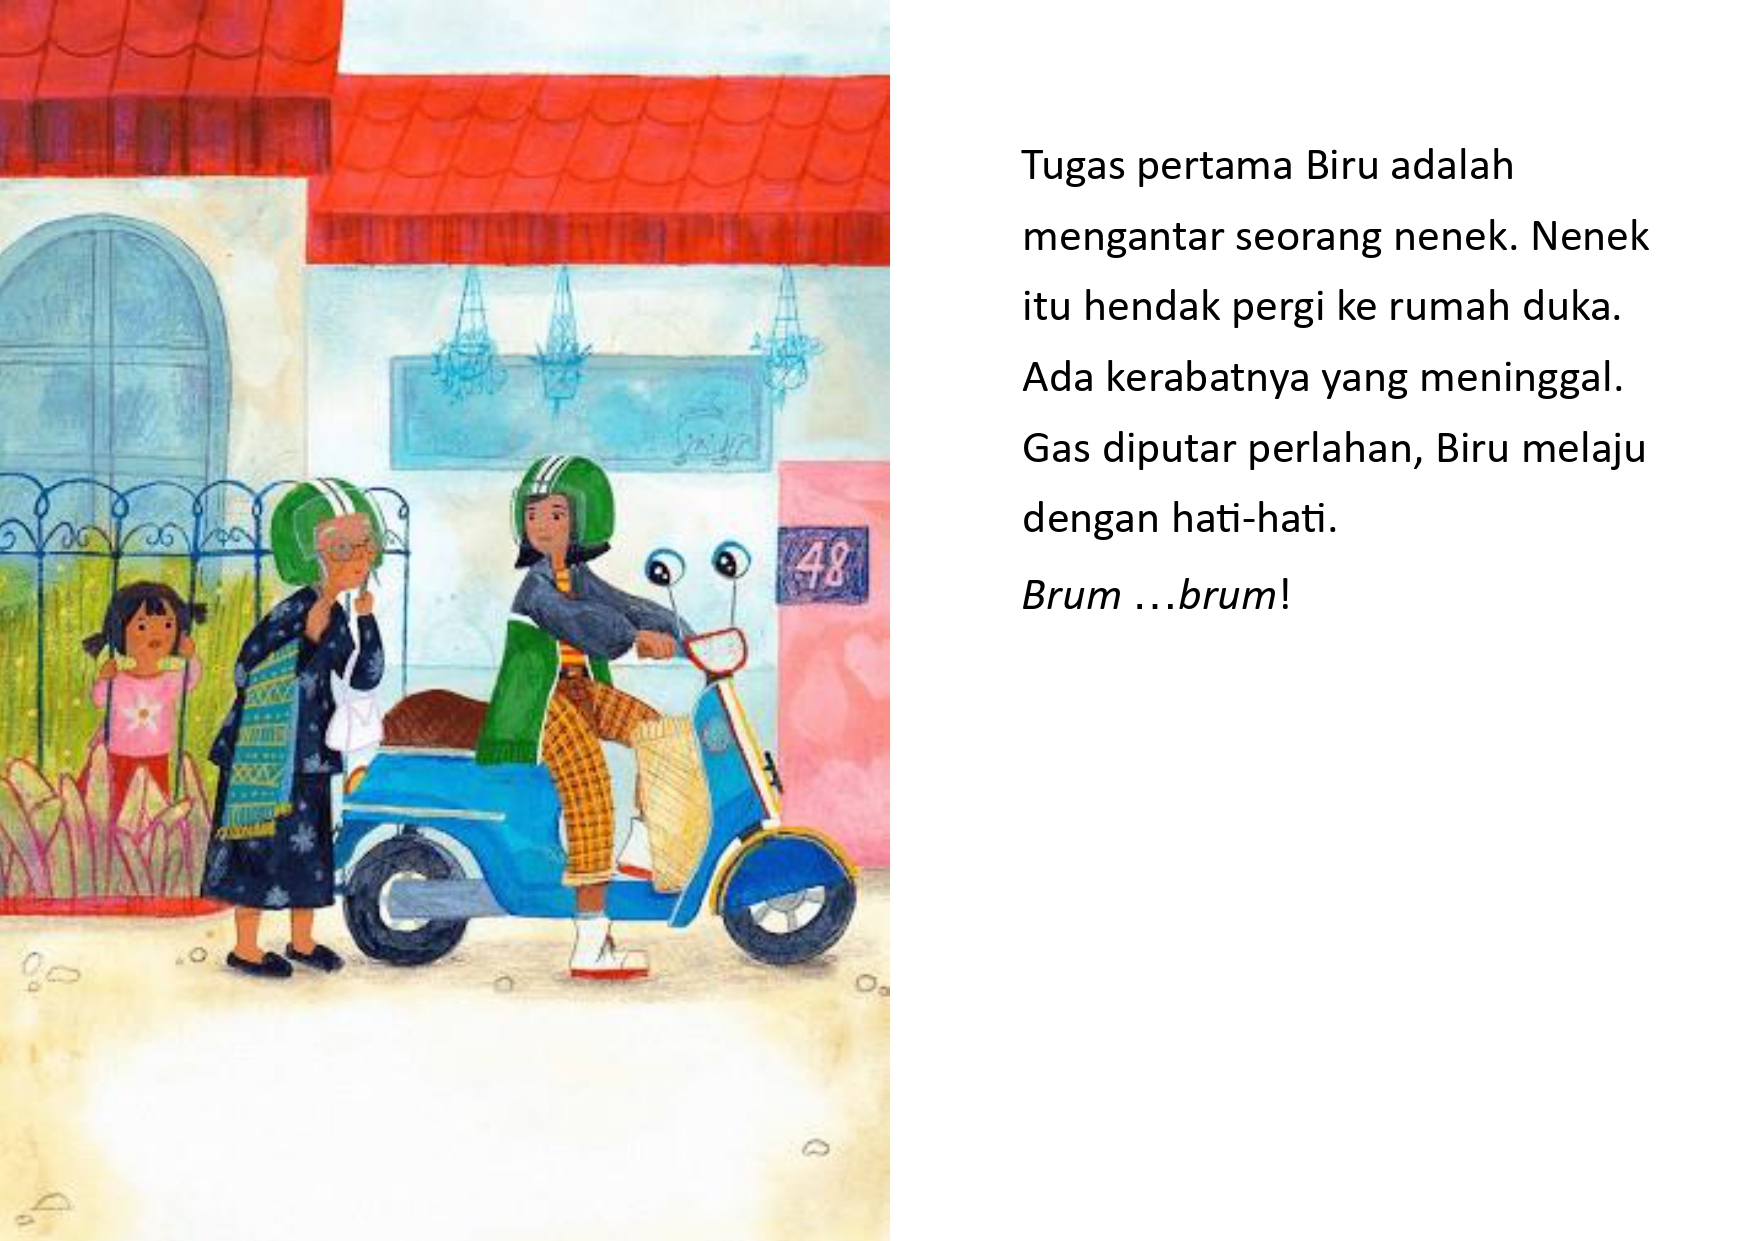 48
Tugas pertama Biru adalah
mengantar seorang nenek. Nenek
itu hendak pergi ke rumah duka.
Ada kerabatnya yang meninggal.
Gas diputar perlahan, Biru melaju
dengan hati-hati.
Brum …brum!